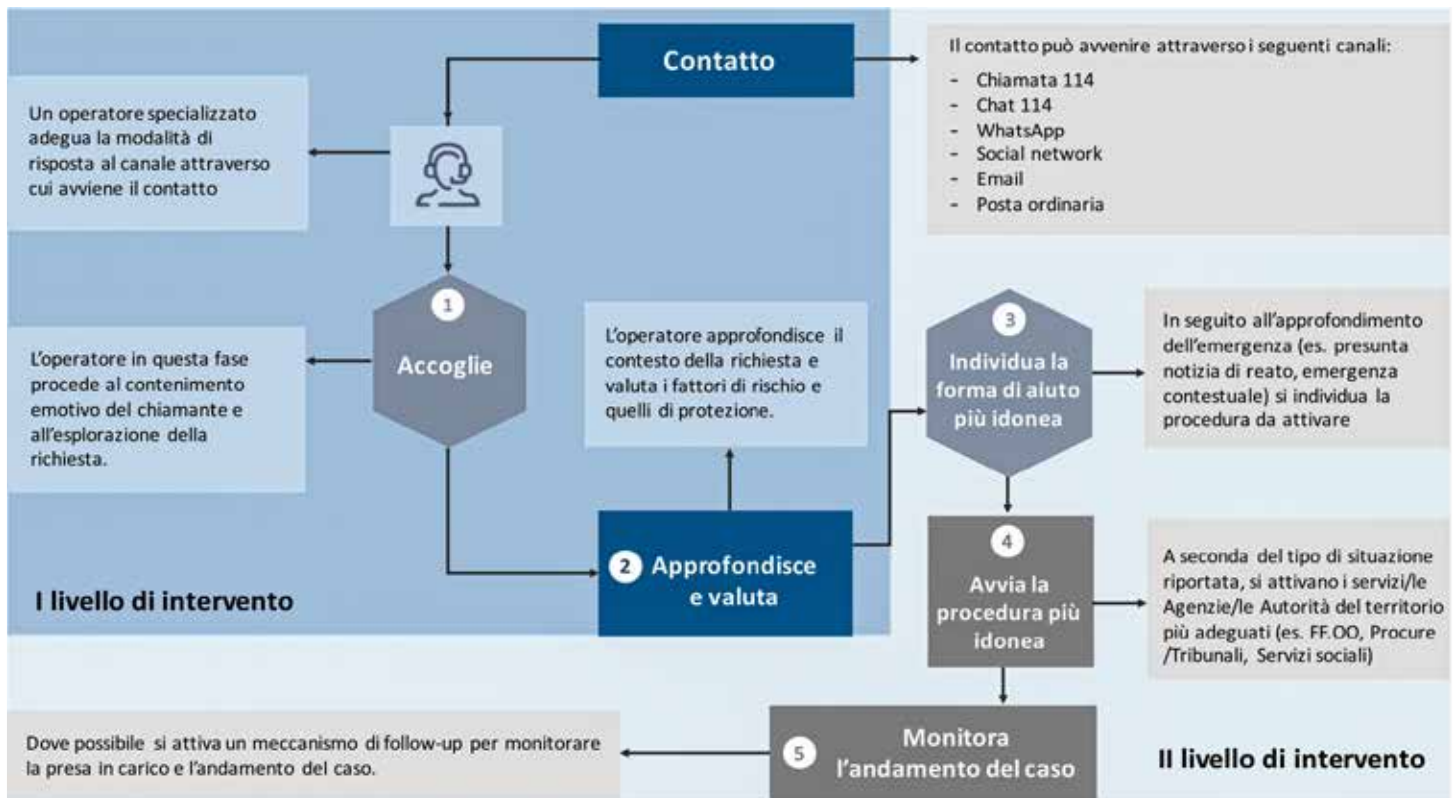 Contatto
Il contatto può avvenire attraverso i seguenti canali:
- Chiamata 114
- Chat 114
- WhatsApp
- Social network
- Email
- Posta ordinaria
Un operatore specializzato
adegua la modalità di
risposta al canale attraverso
cui avviene il contatto
1
Accoglie
L'operatore in questa fase
procede al contenimento
emotivo del chiamante e
all'esplorazione della
richiesta.
L'operatore approfondisce il
contesto della richiesta e
valuta i fattori di rischio e
quelli di protezione.
2 Approfondisce
e valuta
I livello di intervento
3
Individua la
forma di aiuto
più idonea
In seguito all'approfondimento
dell'emergenza (es. presunta
notizia di reato, emergenza
contestuale) si individua la
procedura da attivare
4
Avvia la
procedura più
idonea
A seconda del tipo di situazione
riportata, si attivano i servizi/le
Agenzie/le Autorità del territorio
più adeguati (es. FF.OO, Procure
/Tribunali, Servizi sociali)
5 Monitora
l'andamento del caso
Dove possibile si attiva un meccanismo di follow-up per monitorare
la presa in carico e l'andamento del caso.
II livello di intervento